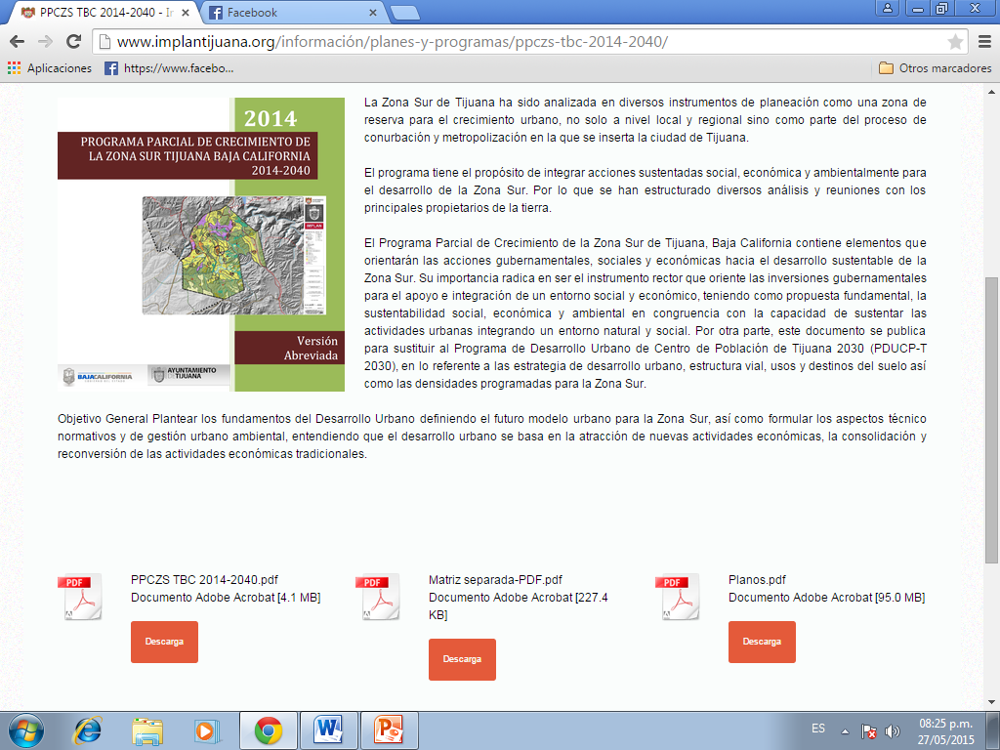 PPCZS TBC 2014-2040 - Ir
Facebook
www.implantijuana.org/información/planes-y-programas/ppczs-tbc-2014-2040/
Aplicaciones
https://www.facebo...
Otros marcadores
2014
PROGRAMA PARCIAL DE CRECIMIENTO DE
LA ZONA SUR TIJUANA BAJA CALIFORNIA
2014-2040
IMPLAN
Versión
Abreviada
BAJACALIFORNIA
AYUNTAMIENTO
DE TIJUANA
La Zona Sur de Tijuana ha sido analizada en diversos instrumentos de planeación como una zona de
reserva para el crecimiento urbano, no solo a nivel local y regional sino como parte del proceso de
conurbación y metropolización en la que se inserta la ciudad de Tijuana.
El programa tiene el propósito de integrar acciones sustentadas social, económica y ambientalmente para
el desarrollo de la Zona Sur. Por lo que se han estructurado diversos análisis y reuniones con los
principales propietarios de la tierra.
El Programa Parcial de Crecimiento de la Zona Sur de Tijuana, Baja California contiene elementos que
orientarán las acciones gubernamentales, sociales y económicas hacia el desarrollo sustentable de la
Zona Sur. Su importancia radica en ser el instrumento rector que oriente las inversiones gubernamentales
para el apoyo e integración de un entorno social y económico, teniendo como propuesta fundamental, la
sustentabilidad social, económica y ambiental en congruencia con la capacidad de sustentar las
actividades urbanas integrando un entorno natural y social. Por otra parte, este documento se publica
para sustituir al Programa de Desarrollo Urbano de Centro de Población de Tijuana 2030 (PDUCP-T
2030), en lo referente a las estrategia de desarrollo urbano, estructura vial, usos y destinos del suelo así
como las densidades programadas para la Zona Sur.
Objetivo General Plantear los fundamentos del Desarrollo Urbano definiendo el futuro modelo urbano para la Zona Sur, así como formular los aspectos técnico
normativos y de gestión urbano ambiental, entendiendo que el desarrollo urbano se basa en la atracción de nuevas actividades económicas, la consolidación y
reconversión de las actividades económicas tradicionales.
PDF
PPCZS TBC 2014-2040.pdf
Documento Adobe Acrobat [4.1 MB]
Descarga
PDF
Matriz separada-PDF.pdf
Documento Adobe Acrobat [227.4
KB]
Descarga
PDF
Planos.pdf
Documento Adobe Acrobat [95.0 MB]
Descarga
ES
08:25 p.m.
27/05/2015